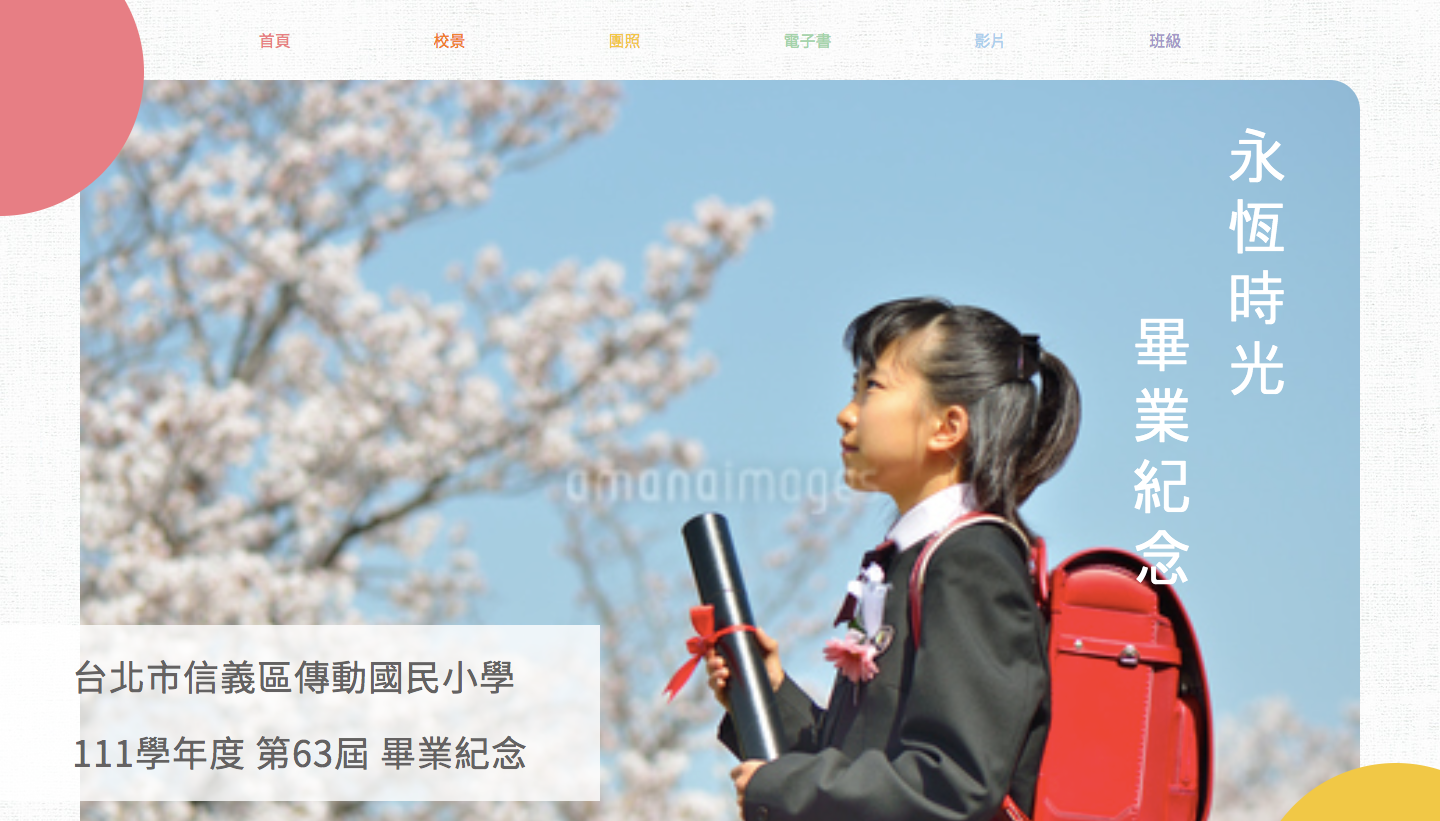 首頁
校景
團照
電子書
影片
班級
永恆時光
畢業紀念
amanaimages
台北市信義區傳動國民小學
111學年度 第63屆 畢業紀念